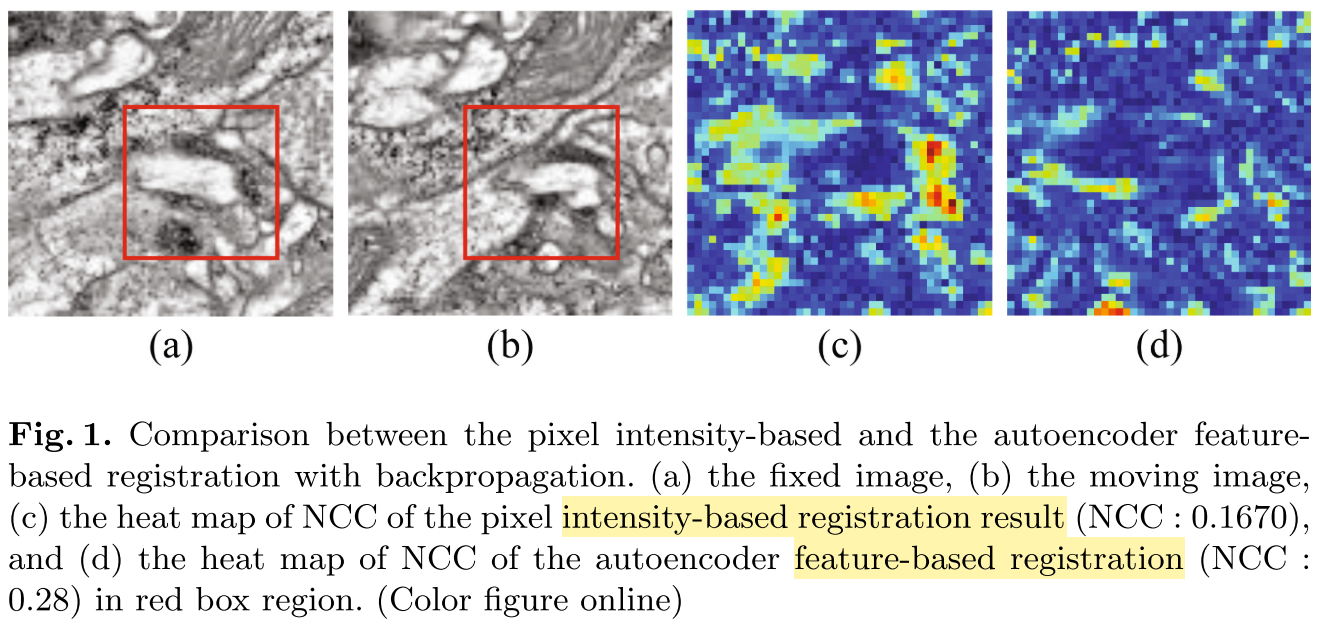 (a) (b) (c) (d)
Fig. 1. Comparison between the pixel intensity-based and the autoencoder feature-
based registration with backpropagation. (a) the fixed image, (b) the moving image,
(c) the heat map of NCC of the pixel intensity-based registration result (NCC : 0.1670),
and (d) the heat map of NCC of the autoencoder feature-based registration (NCC :
0.28) in red box region. (Color figure online)